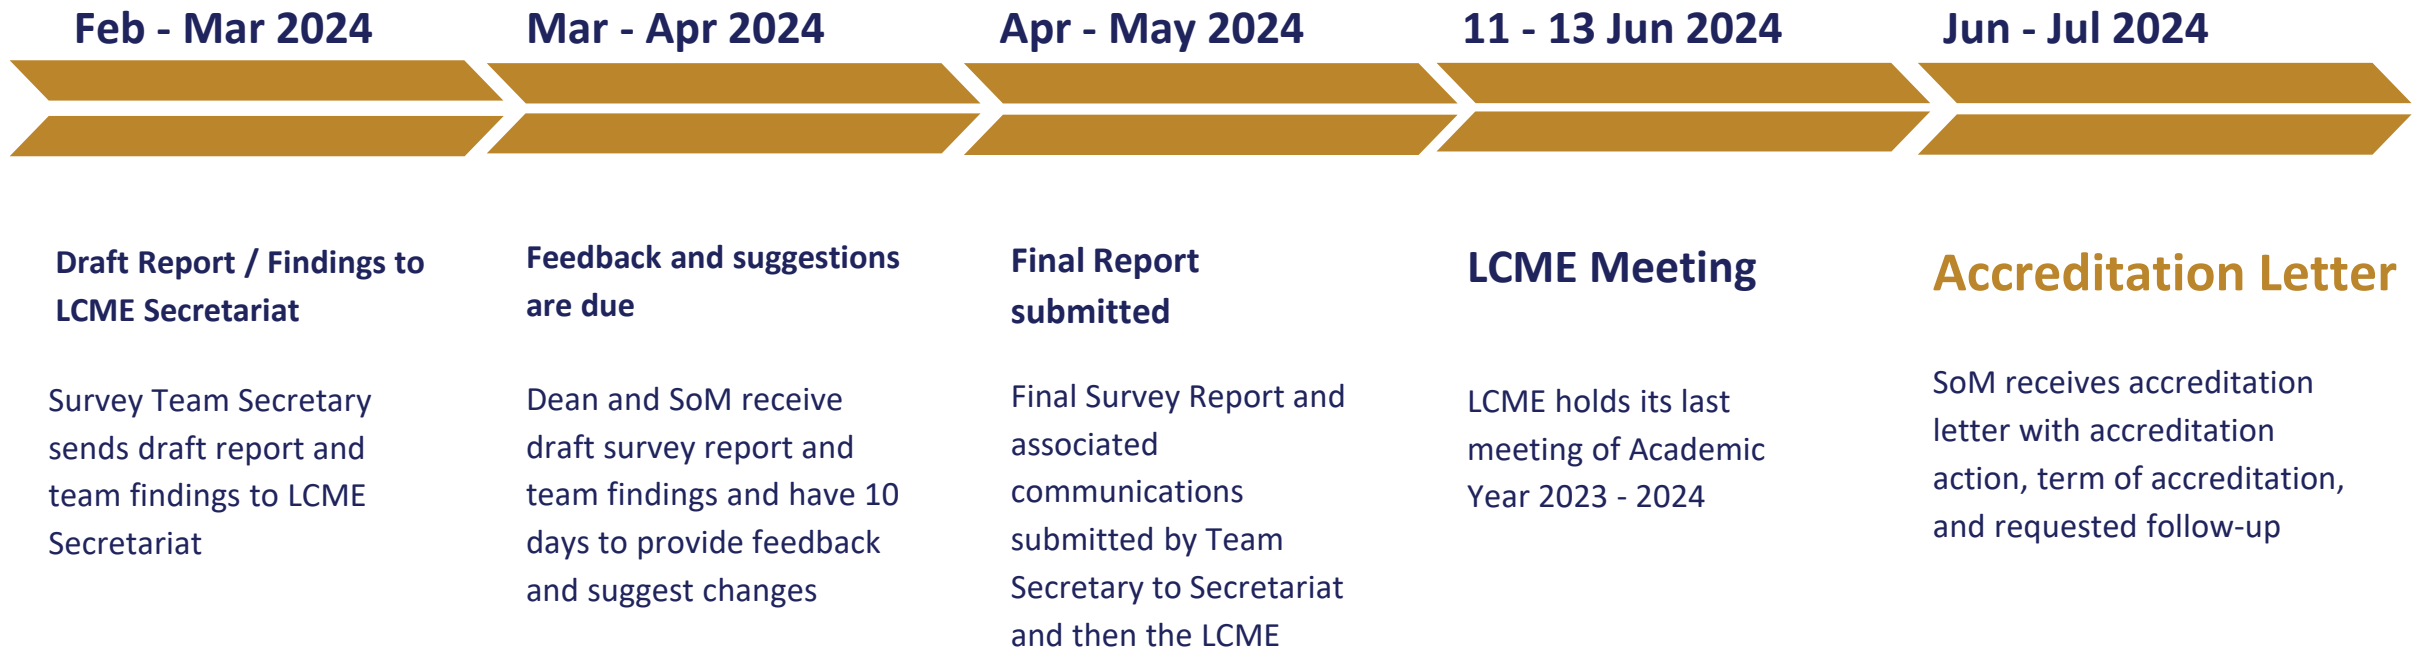 Feb - Mar 2024
Mar - Apr 2024
Apr - May 2024
11 - 13 Jun 2024
Jun - Jul 2024
Draft Report / Findings to
LCME Secretariat
Survey Team Secretary
sends draft report and
team findings to LCME
Secretariat
Feedback and suggestions
are due
Dean and SoM receive
draft survey report and
team findings and have 10
days to provide feedback
and suggest changes
Final Report
submitted
Final Survey Report and
associated
communications
submitted by Team
Secretary to Secretariat
and then the LCME
LCME Meeting
LCME holds its last
meeting of Academic
Year 2023 - 2024
Accreditation Letter
SoM receives accreditation
letter with accreditation
action, term of accreditation,
and requested follow-up